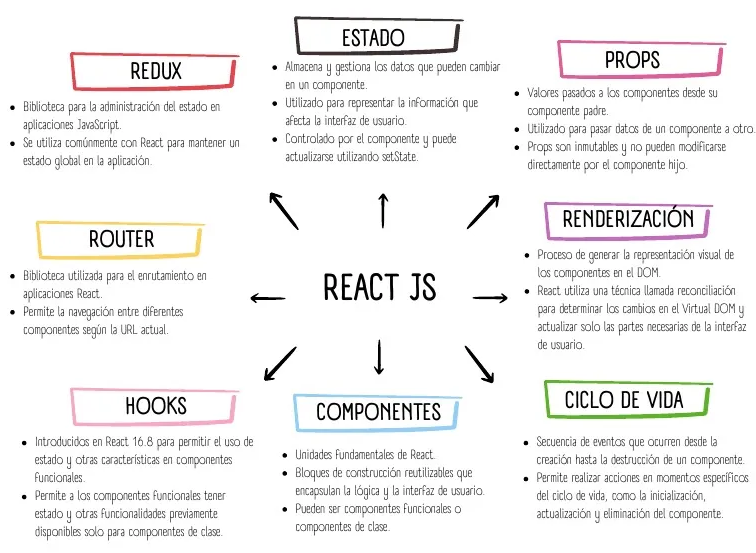 ESTADO
• Almacena y gestiona los datos que pueden cambiar
en un componente.
• Utilizado para representar la información que
afecta la interfaz de usuario.
• Controlado por el componente y puede
actualizarse utilizando setState.
REDUX
• Biblioteca para la administración del estado en
aplicaciones JavaScript.
• Se utiliza comúnmente con React para mantener un
estado global en la aplicación.
PROPS
• Valores pasados a los componentes desde su
componente padre.
• Utilizado para pasar datos de un componente a otro.
• Props son inmutables y no pueden modificarse
directamente por el componente hijo.
ROUTER
• Biblioteca utilizada para el enrutamiento en
aplicaciones React.
• Permite la navegación entre diferentes
componentes según la URL actual.
REACT JS
RENDERIZACIÓN
• Proceso de generar la representación visual de
los componentes en el DOM.
• React utiliza una técnica llamada reconciliación
para determinar los cambios en el Virtual DOM y
actualizar solo las partes necesarias de la interfaz
de usuario.
HOOKS
• Introducidos en React 16.8 para permitir el uso de
estado y otras características en componentes
funcionales.
• Permite a los componentes funcionales tener
estado y otras funcionalidades previamente
disponibles solo para componentes de clase.
COMPONENTES
• Unidades fundamentales de React.
• Bloques de construcción reutilizables que
encapsulan la lógica y la interfaz de usuario.
• Pueden ser componentes funcionales o
componentes de clase.
CICLO DE VIDA
• Secuencia de eventos que ocurren desde la
creación hasta la destrucción de un componente.
• Permite realizar acciones en momentos específicos
del ciclo de vida, como la inicialización,
actualización y eliminación del componente.